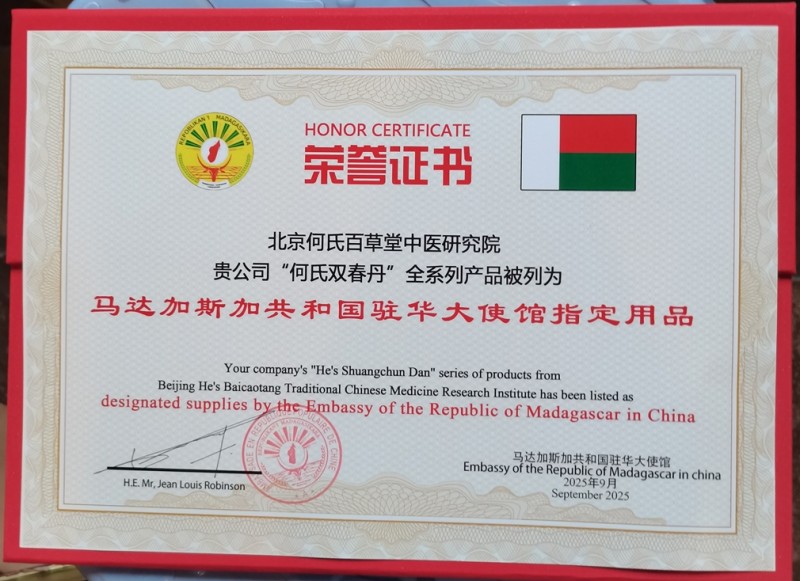 REPOBLIKAN'I MADAGASIKARA
HONOR CERTIFICATE
荣誉证书
北京何氏百草堂中医研究院
贵公司“何氏双春丹”全系列产品被列为
马达加斯加共和国驻华大使馆指定用品
Your company's "He's Shuangchun Dan" series of products from
Beijing He's Baicaotang Traditional Chinese Medicine Research Institute has been listed as
designated supplies by the Embassy of the Republic of Madagascar in China
H.E. Mr, Jean Louis Robinson
马达加斯加共和国驻华大使馆
Embassy of the Republic of Madagascar in china
2025年9月
September 2025